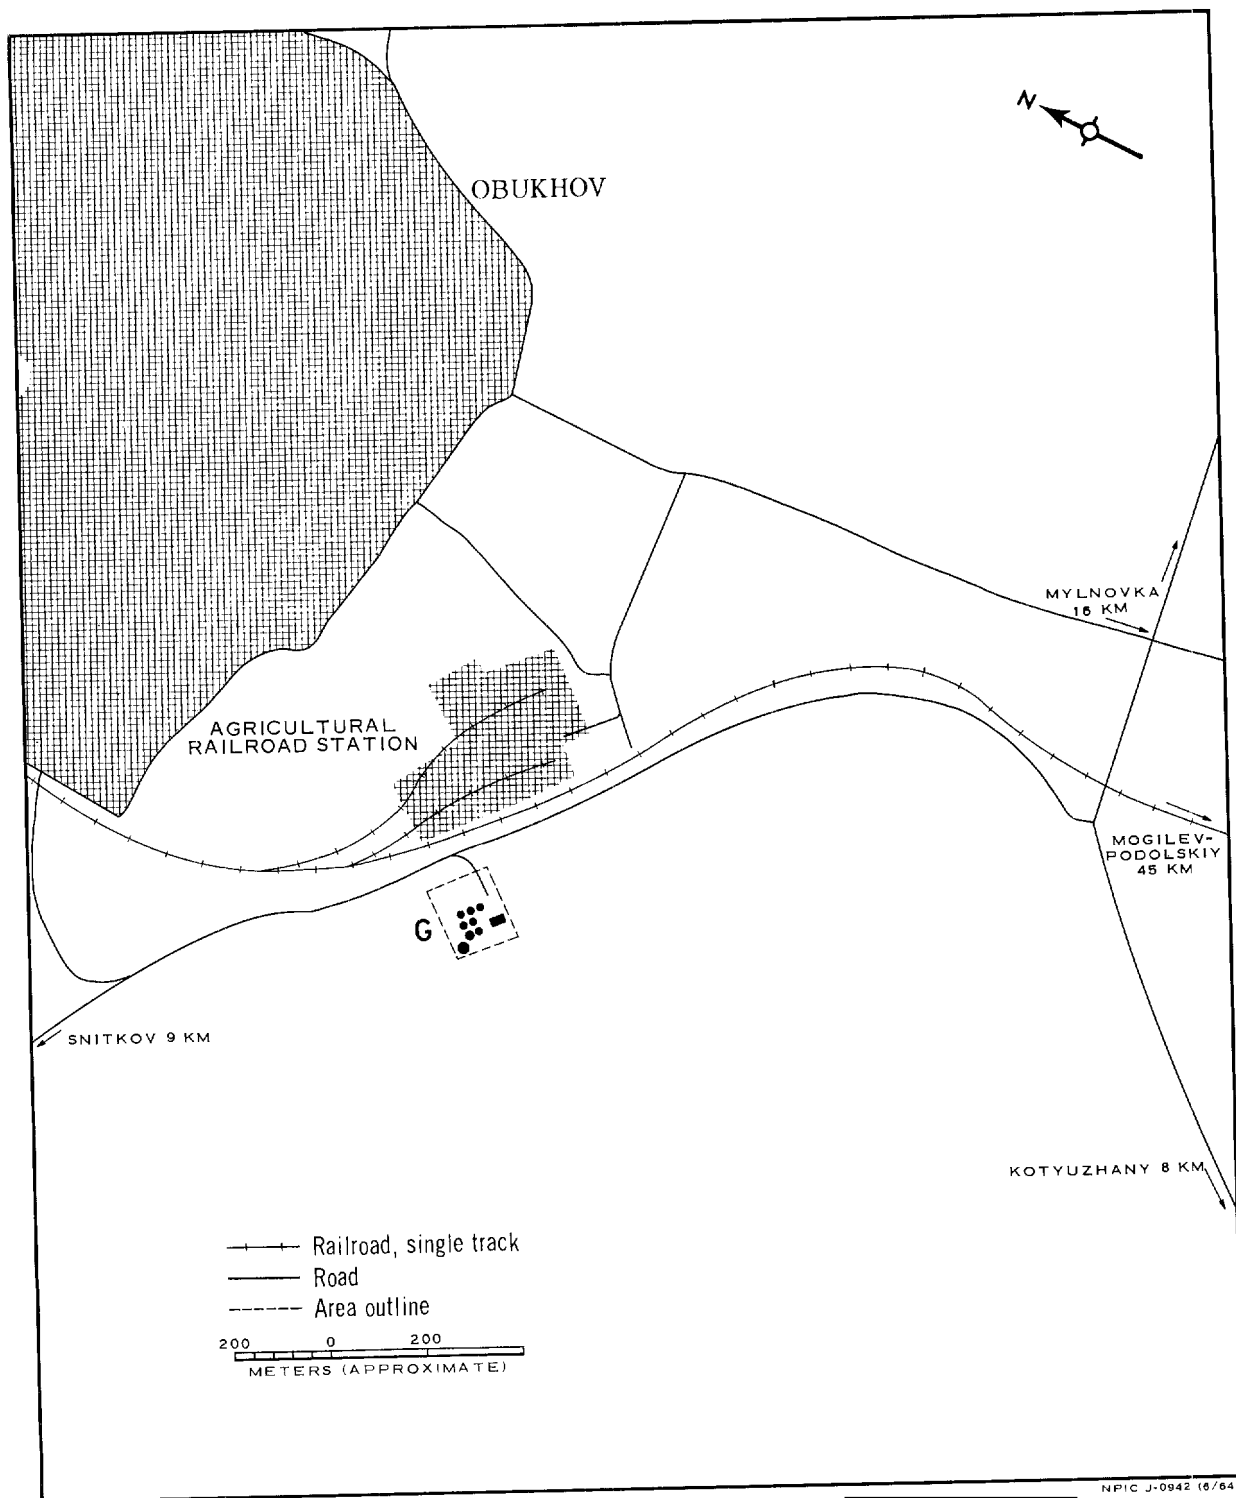 N
OBUKHOV
MYLNOVKA
16 KM
AGRICULTURAL
RAILROAD STATION
MOGILEV-
PODOLSKIY
45 KM
G
SNITKOV 9 KM
KOTYUZHANY 8 KM
Railroad, single track
Road
Area outline
200 0 200
METERS (APPROXIMATE)
NPIC J-0942 (6/64